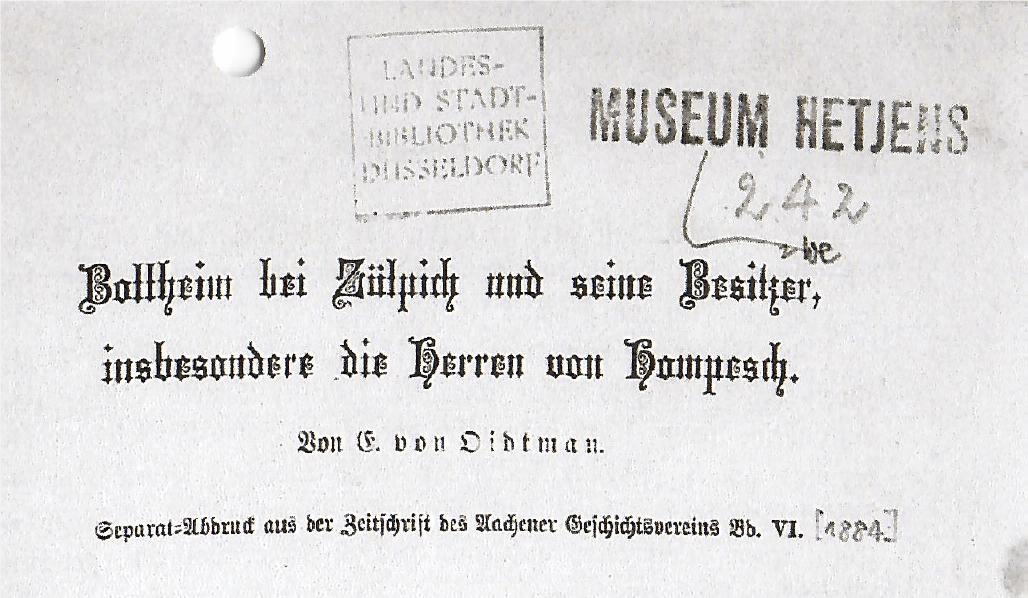 LANDES-
UND STADT-
BIBLIOTHEK
DÜSSELDORF
MUSEUM HETJENS
242
be
Bollheim bei Zülpich und seine Besitzer,
insbesondere die Herren von Hompesch.
Von E. von Oidtman.
Separat-Abdruck aus der Zeitschrift des Aachener Geschichtsvereins Bd. VI. [1884.]